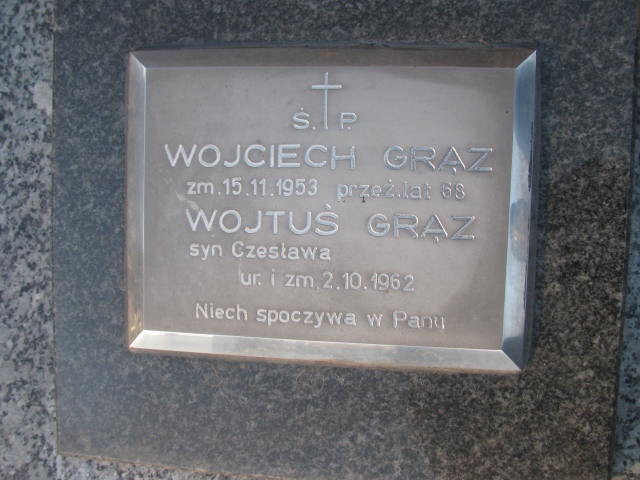 Ś. P.
WOJCIECH GRĄZ
zm. 15.11.1953 przeż. lat 68
WOJTUŚ GRĄZ
syn Czesława
ur. i zm. 2.10.1962
Niech spoczywa w Panu